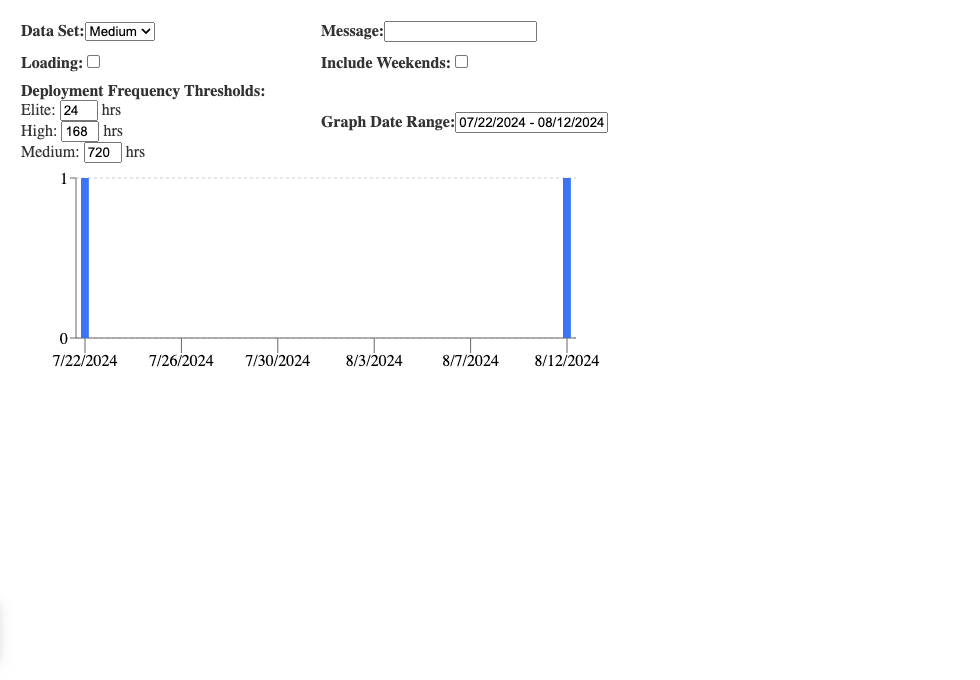 Data Set: Medium
Message:
Loading:
Include Weekends:
Deployment Frequency Thresholds:
Elite: 24 hrs
High: 168 hrs
Medium: 720 hrs
Graph Date Range: 07/22/2024 - 08/12/2024
1
0
7/22/2024 7/26/2024 7/30/2024 8/3/2024 8/7/2024 8/12/2024